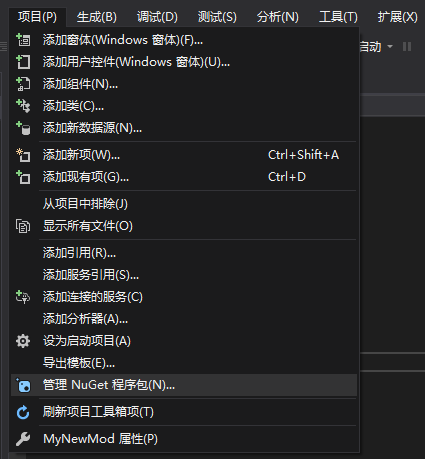 项目(P) 生成(B) 调试(D) 测试(S) 分析(N) 工具(T) 扩展(X)
添加窗体(Windows 窗体)(F)...
启动
添加用户控件(Windows 窗体)(U)...
添加组件(N)...
添加类(C)...
添加新数据源(N)...
添加新项(W)... Ctrl+Shift+A
添加现有项(G)... Ctrl+D
从项目中排除(J)
显示所有文件(O)
添加引用(R)...
添加服务引用(S)...
添加连接的服务(C)
添加分析器(A)...
设为启动项目(A)
导出模板(E)...
管理 NuGet 程序包(N)...
刷新项目工具箱项(T)
MyNewMod 属性(P)